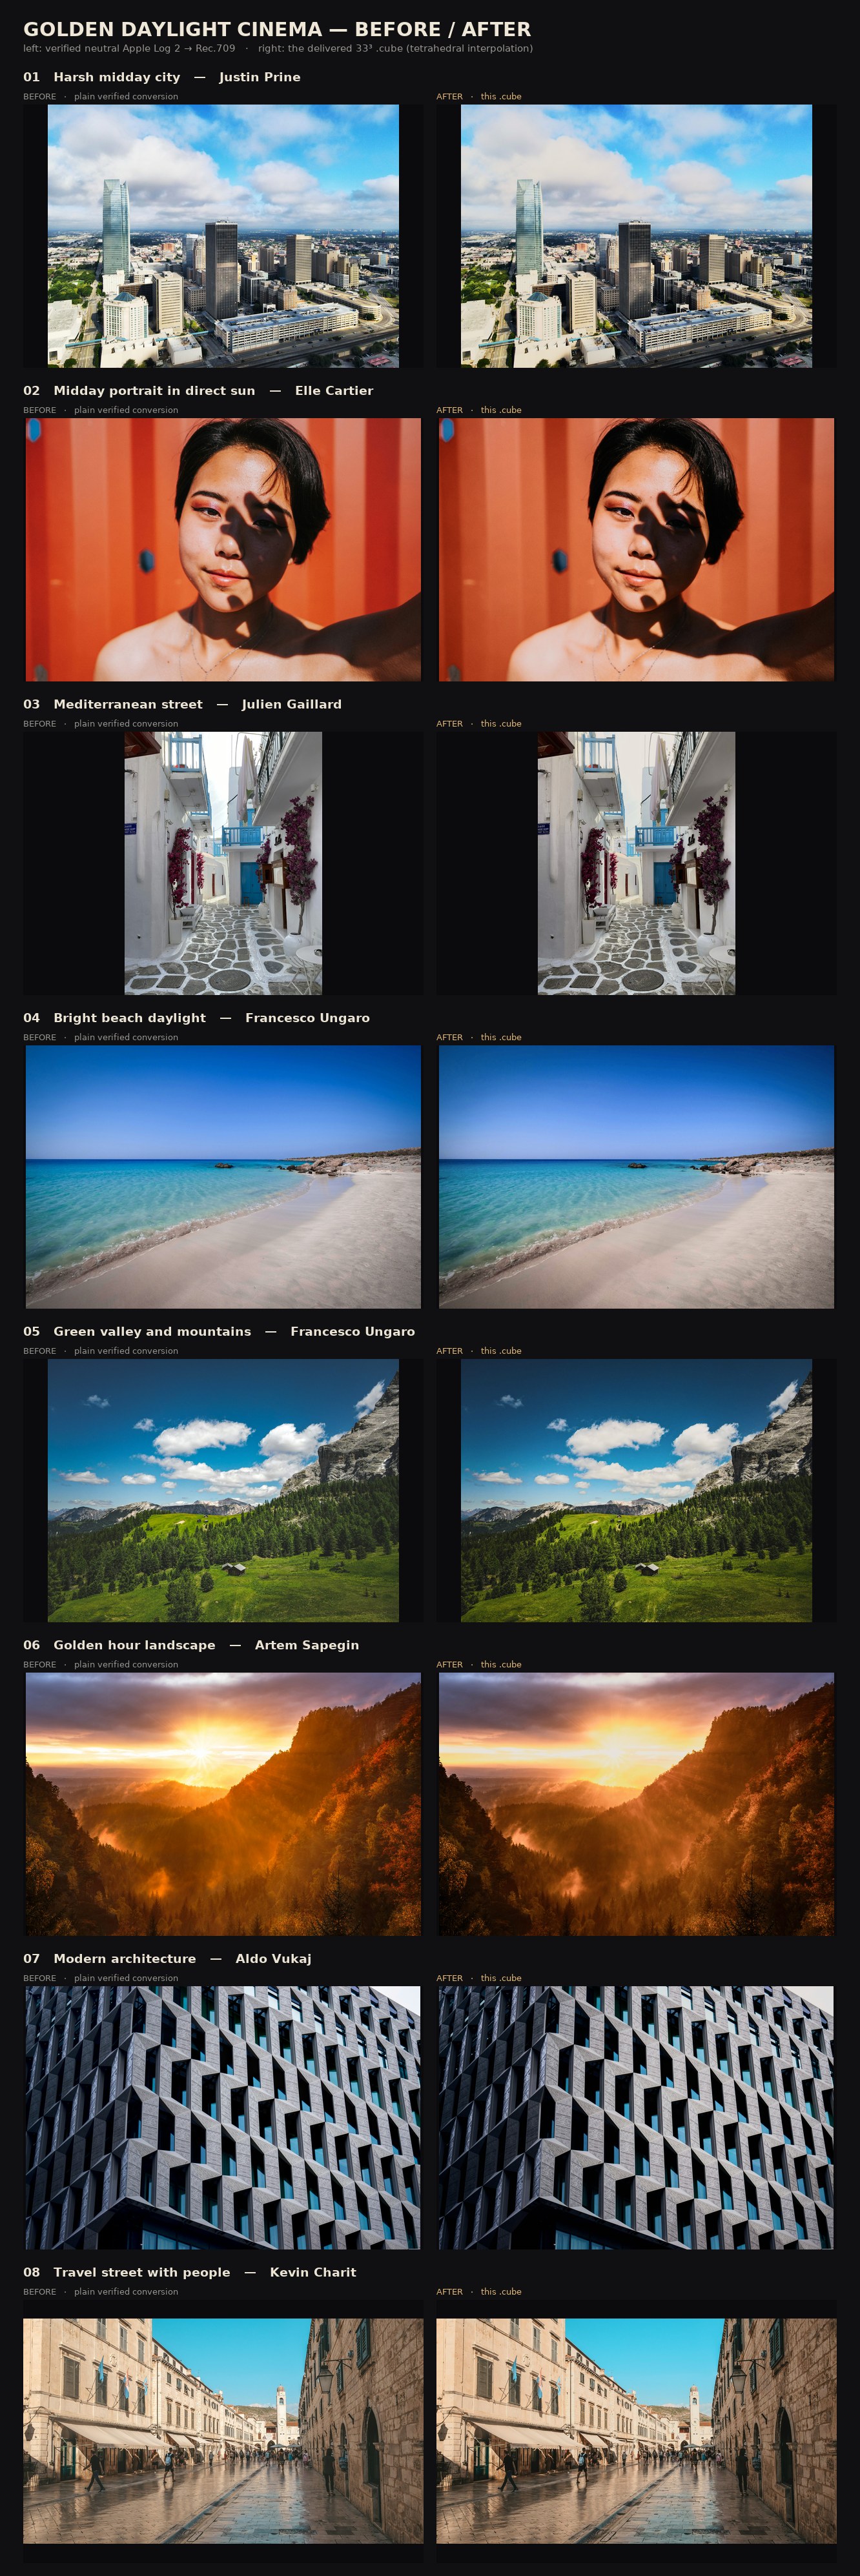 GOLDEN DAYLIGHT CINEMA — BEFORE / AFTER
left: verified neutral Apple Log 2 → Rec.709 · right: the delivered 33³ .cube (tetrahedral interpolation)
01 Harsh midday city — Justin Prine
BEFORE · plain verified conversion
AFTER · this .cube
02 Midday portrait in direct sun — Elle Cartier
BEFORE · plain verified conversion
AFTER · this .cube
03 Mediterranean street — Julien Gaillard
BEFORE · plain verified conversion
AFTER · this .cube
04 Bright beach daylight — Francesco Ungaro
BEFORE · plain verified conversion
AFTER · this .cube
05 Green valley and mountains — Francesco Ungaro
BEFORE · plain verified conversion
AFTER · this .cube
06 Golden hour landscape — Artem Sapegin
BEFORE · plain verified conversion
AFTER · this .cube
07 Modern architecture — Aldo Vukaj
BEFORE · plain verified conversion
AFTER · this .cube
08 Travel street with people — Kevin Charit
BEFORE · plain verified conversion
AFTER · this .cube